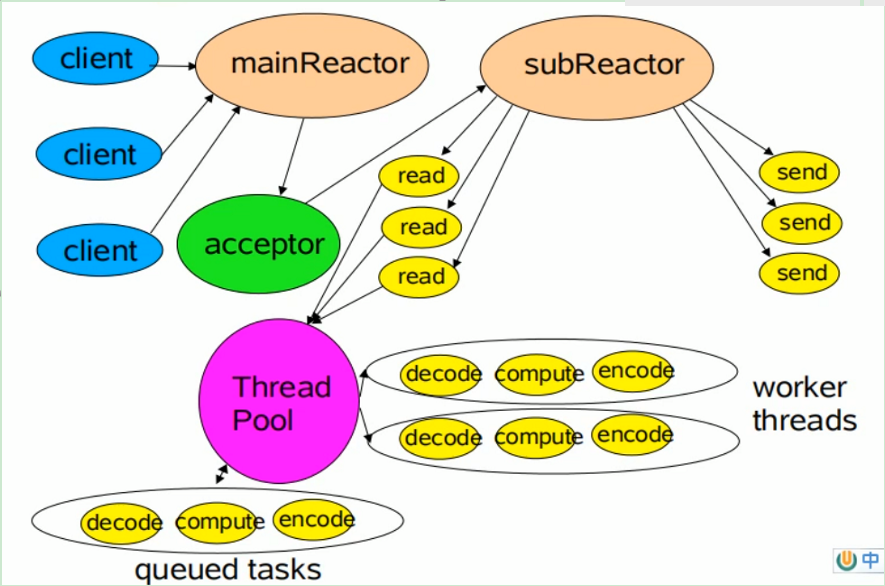 client
mainReactor
subReactor
client
client
acceptor
read
read
read
send
send
send
Thread
Pool
decode
compute
encode
decode
compute
encode
worker
threads
decode
compute
encode
queued tasks
中